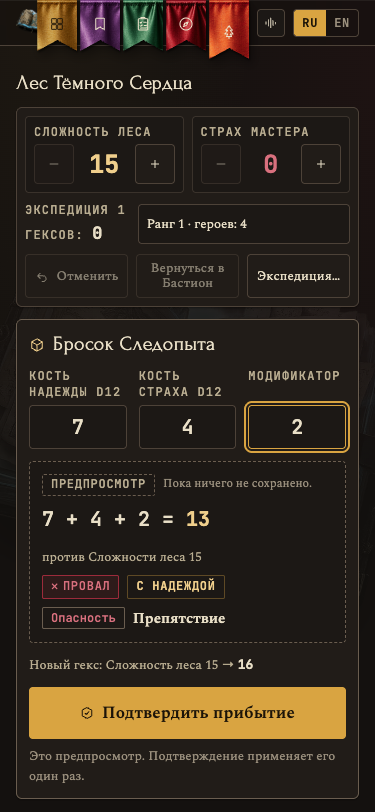 RU EN
Лес Тёмного Сердца
СЛОЖНОСТЬ ЛЕСА
− 15 +
СТРАХ МАСТЕРА
− 0 +
ЭКСПЕДИЦИЯ 1
ГЕКСОВ: 0
Ранг 1 · героев: 4
Отменить
Вернуться в
Бастион
Экспедиция…
Бросок Следопыта
КОСТЬ
НАДЕЖДЫ D12
КОСТЬ
СТРАХА D12
МОДИФИКАТОР
7 4 2
ПРЕДПРОСМОТР Пока ничего не сохранено.
7 + 4 + 2 = 13
против Сложности леса 15
× ПРОВАЛ С НАДЕЖДОЙ
Опасность Препятствие
Новый гекс: Сложность леса 15 → 16
Подтвердить прибытие
Это предпросмотр. Подтверждение применяет его
один раз.